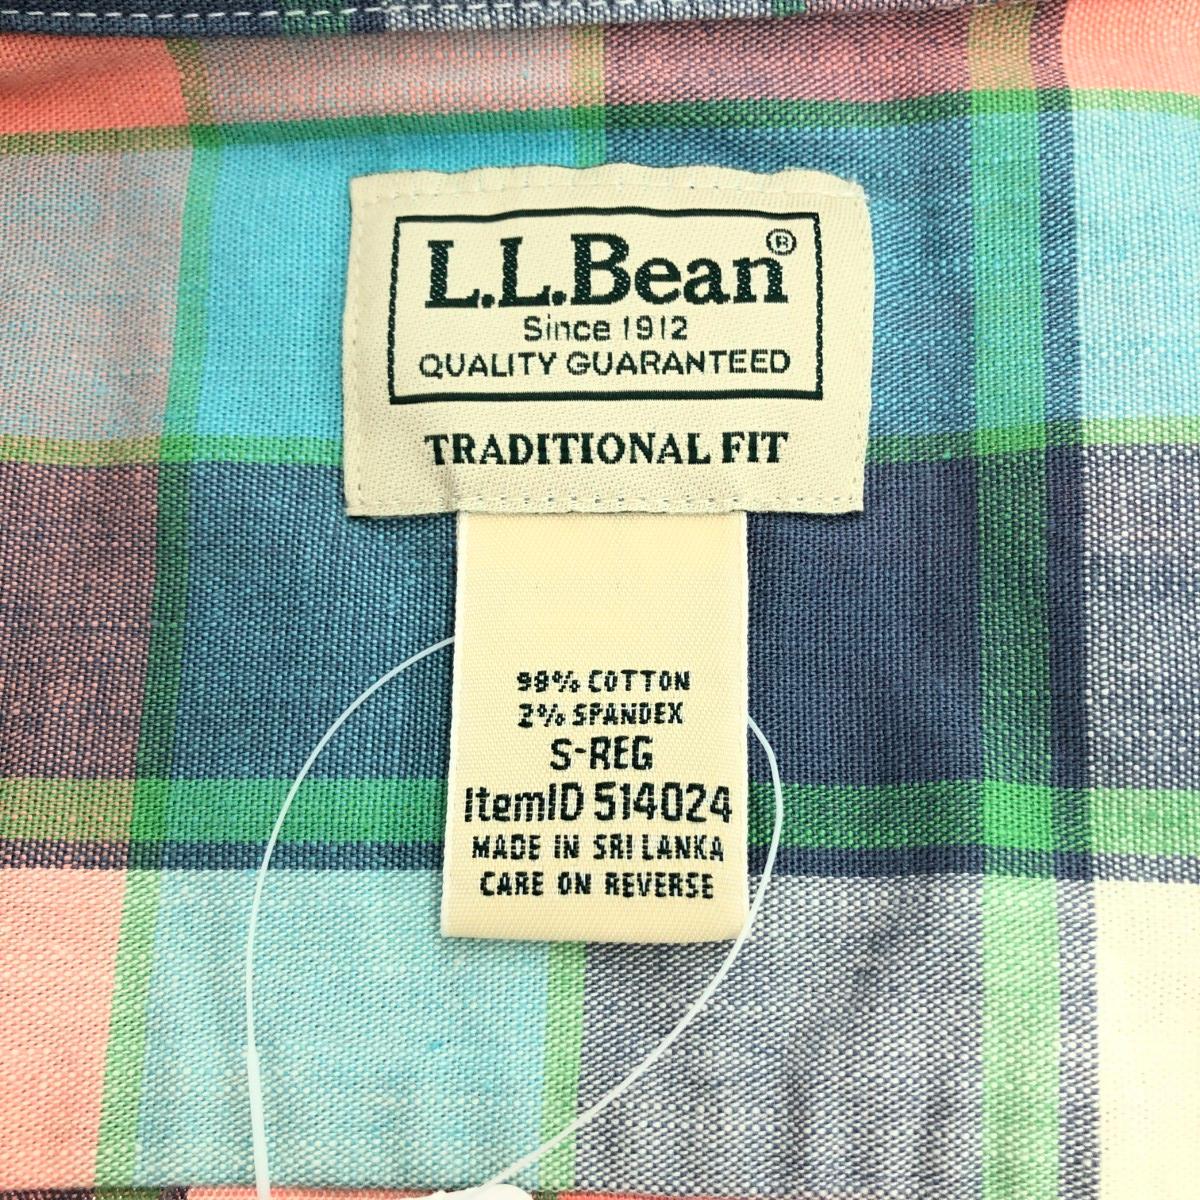 L.L.Bean®
Since 1912
QUALITY GUARANTEED
TRADITIONAL FIT
98% COTTON
2% SPANDEX
S-REG
ItemID 514024
MADE IN SRI LANKA
CARE ON REVERSE